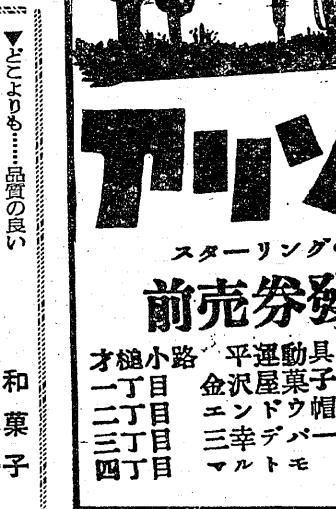 アリ
スターリング
前売券発
才槌小路 平運動具
一丁目 金沢屋菓子
二丁目 エンドウ帽
三丁目 三幸デパー
四丁目 マルトモ
▼どこよりも……品質の良い
和菓子